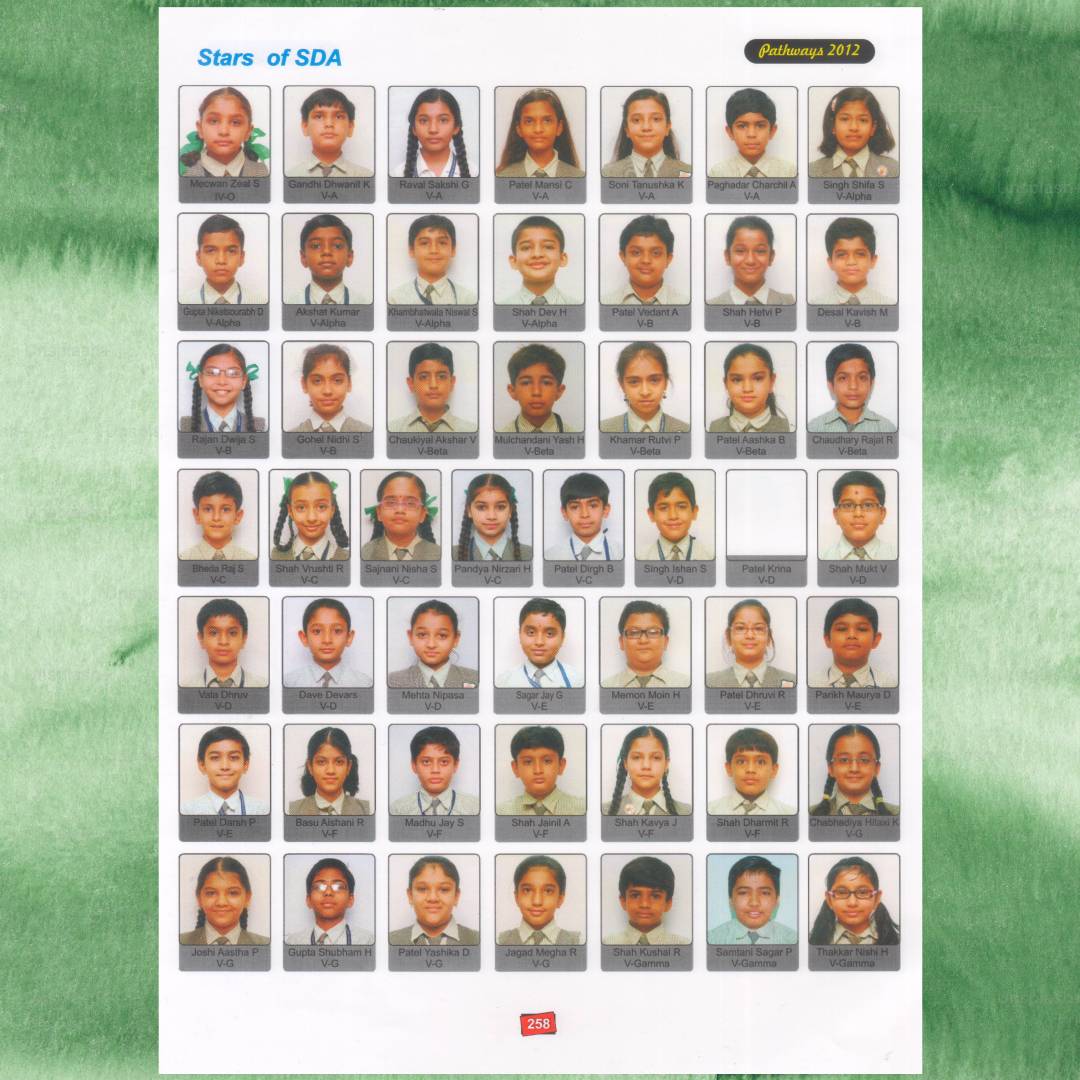 Stars of SDA
Pathways 2012
Mecwan Zeal S
IV-O
Gandhi Dhwanil K
V-A
Raval Sakshi G
V-A
Patel Mansi C
V-A
Soni Tanushka K
V-A
Paghadar Charchil A
V-A
Singh Shifa S
V-Alpha
Gupta Niketsourabh D
V-Alpha
Akshat Kumar
V-Alpha
Khambhatwala Niswal S
V-Alpha
Shah Dev H
V-Alpha
Patel Vedant A
V-B
Shah Hetvi P
V-B
Desai Kavish M
V-B
Rajan Dwija S
V-B
Gohel Nidhi S
V-B
Chaukiyal Akshar V
V-Beta
Mulchandani Yash H
V-Beta
Khamar Rutvi P
V-Beta
Patel Aashka B
V-Beta
Chaudhary Rajat R
V-Beta
Bheda Raj S
V-C
Shah Vrushti R
V-C
Sajnani Nisha S
V-C
Pandya Nirzari H
V-C
Patel Dirgh B
V-C
Singh Ishan S
V-D
Patel Krina
V-D
Shah Mukt V
V-D
Vala Dhruv
V-D
Dave Devars
V-D
Mehta Nipasa
V-D
Sagar Jay G
V-E
Memon Moin H
V-E
Patel Dhruvi R
V-E
Parikh Maurya D
V-E
Patel Darsh P
V-E
Basu Aishani R
V-F
Madhu Jay S
V-F
Shah Jainil A
V-F
Shah Kavya J
V-F
Shah Dharmit R
V-F
Chabhadiya Hitaxi K
V-G
Joshi Aastha P
V-G
Gupta Shubham H
V-G
Patel Yashika D
V-G
Jagad Megha R
V-G
Shah Kushal R
V-Gamma
Samtani Sagar P
V-Gamma
Thakkar Nishi H
V-Gamma
258